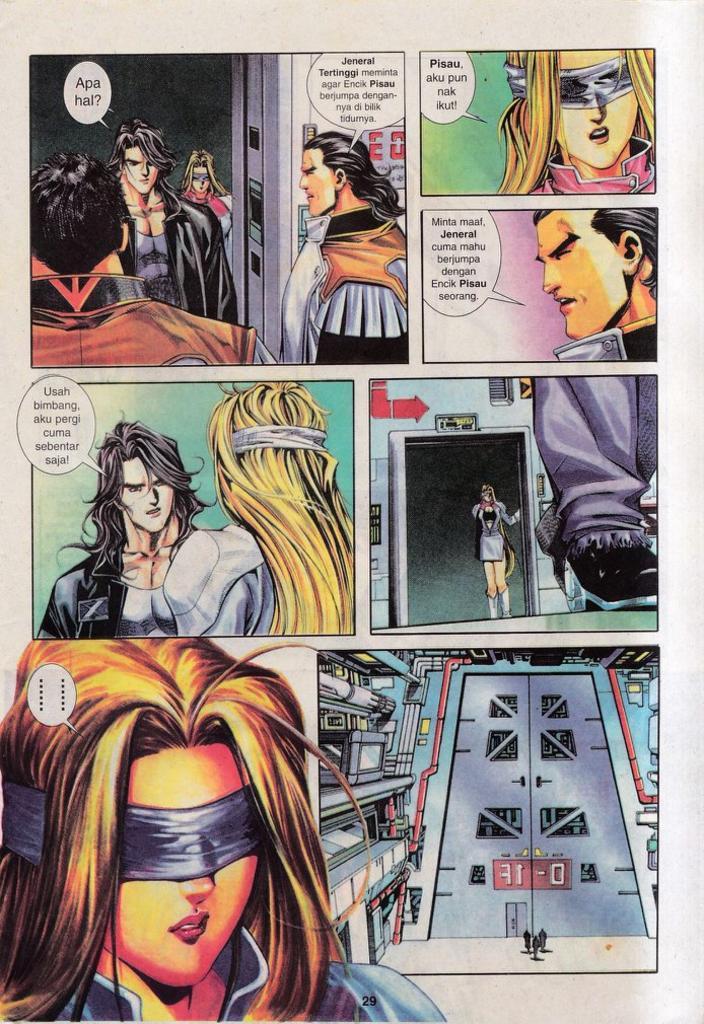 Apa
hal?
Jeneral
Tertinggi meminta
agar Encik Pisau
berjumpa dengan-
nya di bilik
tidurnya.
Pisau,
aku pun
nak
ikut!
Minta maaf,
Jeneral
cuma mahu
berjumpa
dengan
Encik Pisau
seorang.
Usah
bimbang,
aku pergi
cuma
sebentar
saja!
29